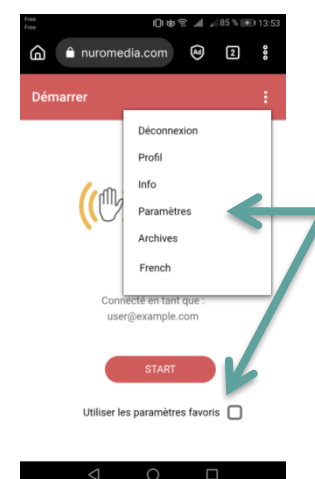 Free
Free
85 % 13:53
nuromedia.com Ad 2
Démarrer
Déconnexion
Profil
Info
Paramètres
Archives
French
Connecté en tant que :
user@example.com
START
Utiliser les paramètres favoris